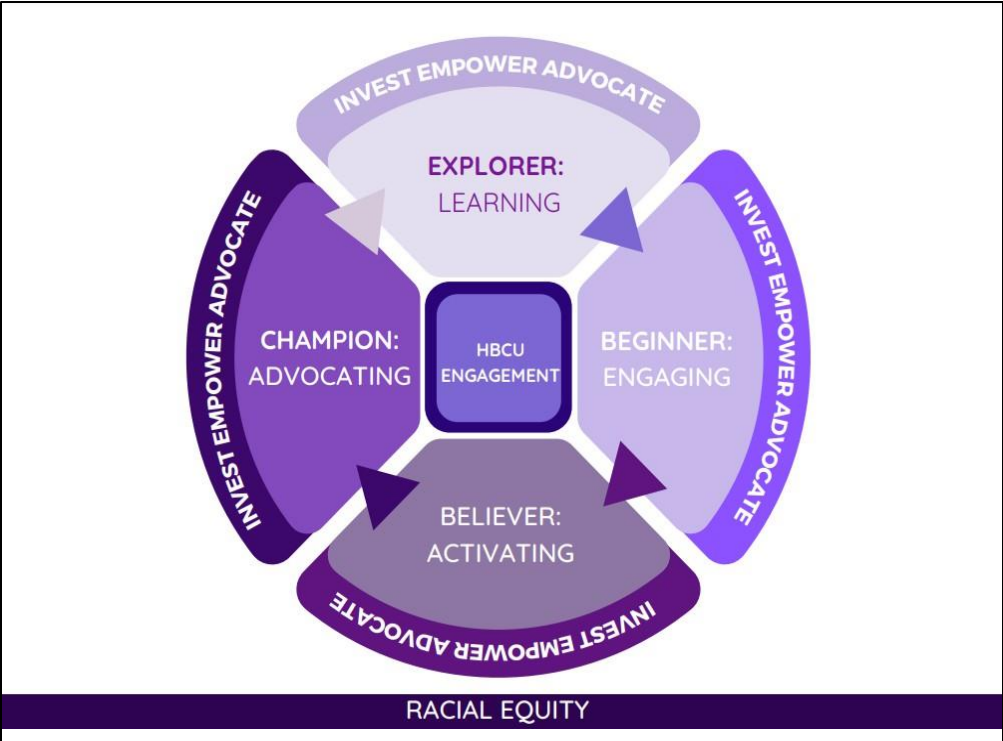 INVEST EMPOWER ADVOCATE
EXPLORER:
LEARNING
INVEST EMPOWER ADVOCATE
BEGINNER:
ENGAGING
INVEST EMPOWER ADVOCATE
BELIEVER:
ACTIVATING
INVEST EMPOWER ADVOCATE
CHAMPION:
ADVOCATING
HBCU
ENGAGEMENT
RACIAL EQUITY